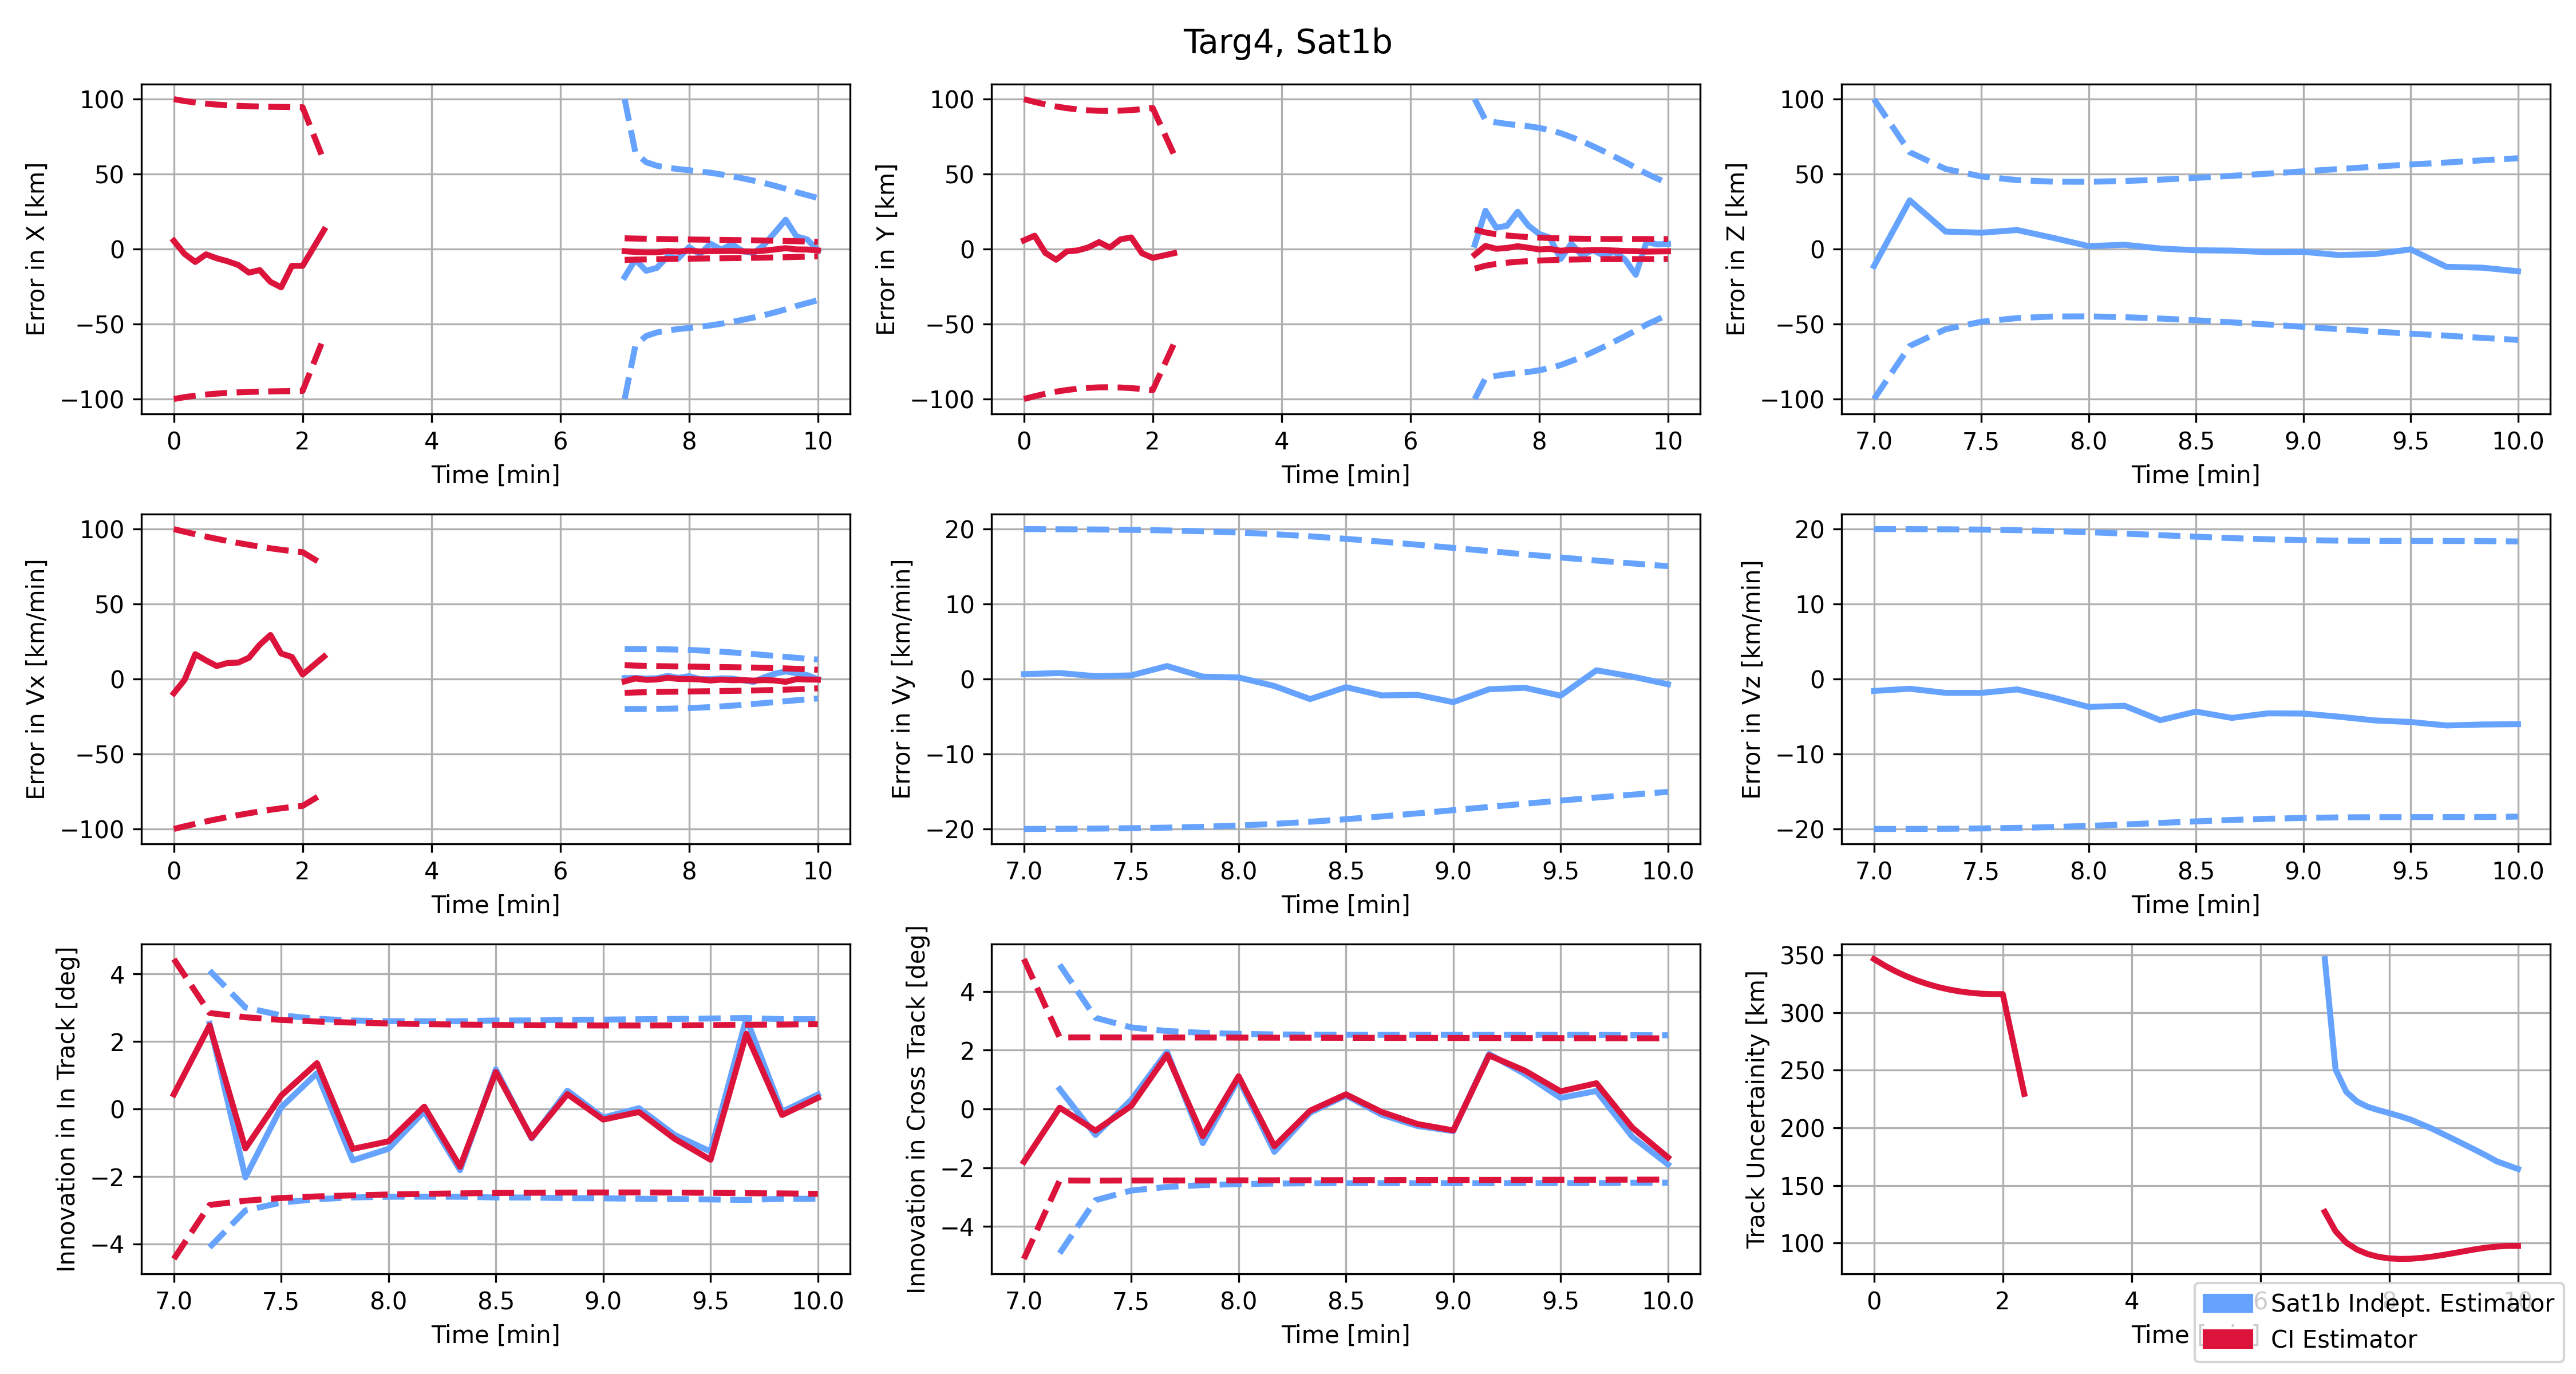 Targ4, Sat1b
Error in X [km]
100
50
0
−50
−100
0 2 4 6 8 10
Time [min]
Error in Y [km]
100
50
0
−50
−100
0 2 4 6 8 10
Time [min]
Error in Z [km]
100
50
0
−50
−100
7.0 7.5 8.0 8.5 9.0 9.5 10.0
Time [min]
Error in Vx [km/min]
100
50
0
−50
−100
0 2 4 6 8 10
Time [min]
Error in Vy [km/min]
20
10
0
−10
−20
7.0 7.5 8.0 8.5 9.0 9.5 10.0
Time [min]
Error in Vz [km/min]
20
10
0
−10
−20
7.0 7.5 8.0 8.5 9.0 9.5 10.0
Time [min]
Innovation in In Track [deg]
4
2
0
−2
−4
7.0 7.5 8.0 8.5 9.0 9.5 10.0
Time [min]
Innovation in Cross Track [deg]
4
2
0
−2
−4
7.0 7.5 8.0 8.5 9.0 9.5 10.0
Time [min]
Track Uncertainity [km]
350
300
250
200
150
100
0 2 4 6 8 10
Time
Sat1b Indept. Estimator
CI Estimator